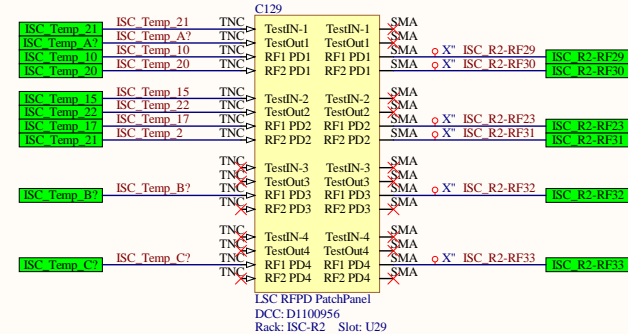 C129
ISC_Temp_21 ISC_Temp_21 TNC TestIN-1 TestIN-1 SMA
ISC_Temp_A? ISC_Temp_A? TNC TestOut1 TestOut1 SMA
ISC_Temp_10 ISC_Temp_10 TNC RF1 PD1 RF1 PD1 SMA X" ISC_R2-RF29 ISC_R2-RF29
ISC_Temp_20 ISC_Temp_20 TNC RF2 PD1 RF2 PD1 SMA X" ISC_R2-RF30 ISC_R2-RF30
ISC_Temp_15 ISC_Temp_15 TNC TestIN-2 TestIN-2 SMA
ISC_Temp_22 ISC_Temp_22 TNC TestOut2 TestOut2 SMA
ISC_Temp_17 ISC_Temp_17 TNC RF1 PD2 RF1 PD2 SMA X" ISC_R2-RF23 ISC_R2-RF23
ISC_Temp_21 ISC_Temp_2 TNC RF2 PD2 RF2 PD2 SMA X" ISC_R2-RF31 ISC_R2-RF31
TNC TestIN-3 TestIN-3 SMA
TNC TestOut3 TestOut3 SMA
ISC_Temp_B? ISC_Temp_B? TNC RF1 PD3 RF1 PD3 SMA X" ISC_R2-RF32 ISC_R2-RF32
TNC RF2 PD3 RF2 PD3 SMA
TNC TestIN-4 TestIN-4 SMA
TNC TestOut4 TestOut4 SMA
ISC_Temp_C? ISC_Temp_C? TNC RF1 PD4 RF1 PD4 SMA X" ISC_R2-RF33 ISC_R2-RF33
TNC RF2 PD4 RF2 PD4 SMA
LSC RFPD PatchPanel
DCC: D1100956
Rack: ISC-R2 Slot: U29